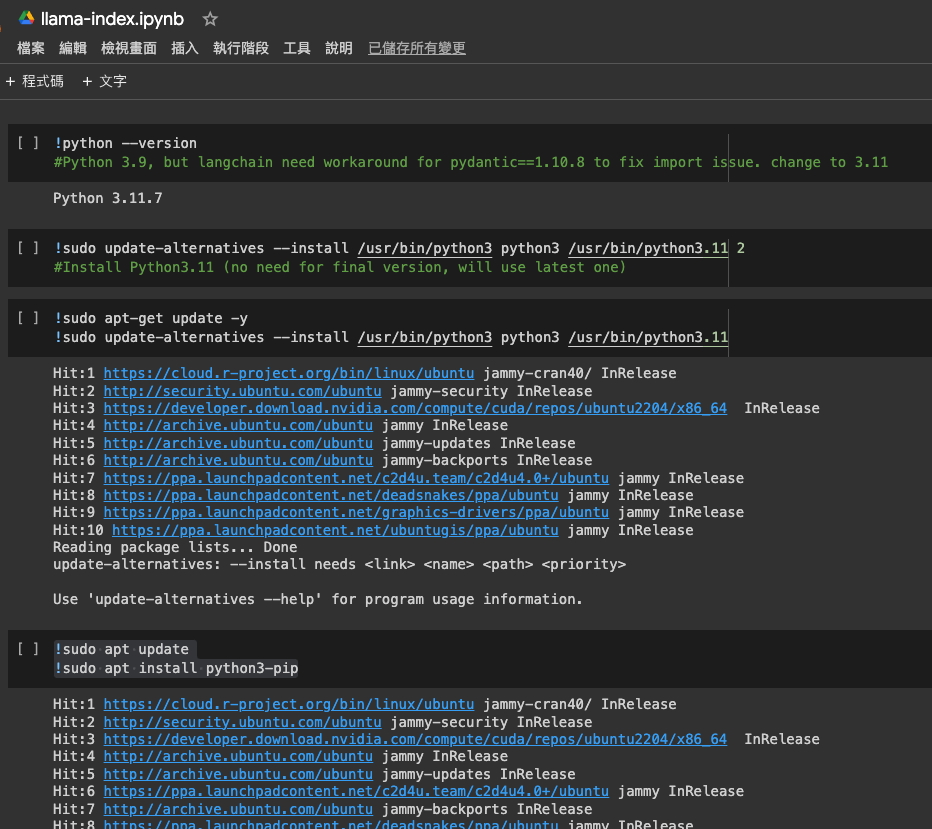 llama-index.ipynb
檔案 編輯 檢視畫面 插入 執行階段 工具 說明 已儲存所有變更
+ 程式碼 + 文字
[ ] !python --version
#Python 3.9, but langchain need workaround for pydantic==1.10.8 to fix import issue. change to 3.11
Python 3.11.7
[ ] !sudo update-alternatives --install /usr/bin/python3 python3 /usr/bin/python3.11 2
#Install Python3.11 (no need for final version, will use latest one)
[ ] !sudo apt-get update -y
!sudo update-alternatives --install /usr/bin/python3 python3 /usr/bin/python3.11
Hit:1 https://cloud.r-project.org/bin/linux/ubuntu jammy-cran40/ InRelease
Hit:2 http://security.ubuntu.com/ubuntu jammy-security InRelease
Hit:3 https://developer.download.nvidia.com/compute/cuda/repos/ubuntu2204/x86_64 InRelease
Hit:4 http://archive.ubuntu.com/ubuntu jammy InRelease
Hit:5 http://archive.ubuntu.com/ubuntu jammy-updates InRelease
Hit:6 http://archive.ubuntu.com/ubuntu jammy-backports InRelease
Hit:7 https://ppa.launchpadcontent.net/c2d4u.team/c2d4u4.0+/ubuntu jammy InRelease
Hit:8 https://ppa.launchpadcontent.net/deadsnakes/ppa/ubuntu jammy InRelease
Hit:9 https://ppa.launchpadcontent.net/graphics-drivers/ppa/ubuntu jammy InRelease
Hit:10 https://ppa.launchpadcontent.net/ubuntugis/ppa/ubuntu jammy InRelease
Reading package lists... Done
update-alternatives: --install needs <link> <name> <path> <priority>
Use 'update-alternatives --help' for program usage information.
[ ] !sudo apt update
!sudo apt install python3-pip
Hit:1 https://cloud.r-project.org/bin/linux/ubuntu jammy-cran40/ InRelease
Hit:2 http://security.ubuntu.com/ubuntu jammy-security InRelease
Hit:3 https://developer.download.nvidia.com/compute/cuda/repos/ubuntu2204/x86_64 InRelease
Hit:4 http://archive.ubuntu.com/ubuntu jammy InRelease
Hit:5 http://archive.ubuntu.com/ubuntu jammy-updates InRelease
Hit:6 https://ppa.launchpadcontent.net/c2d4u.team/c2d4u4.0+/ubuntu jammy InRelease
Hit:7 http://archive.ubuntu.com/ubuntu jammy-backports InRelease
Hit:8 https://ppa.launchpadcontent.net/deadsnakes/ppa/ubuntu jammy InRelease